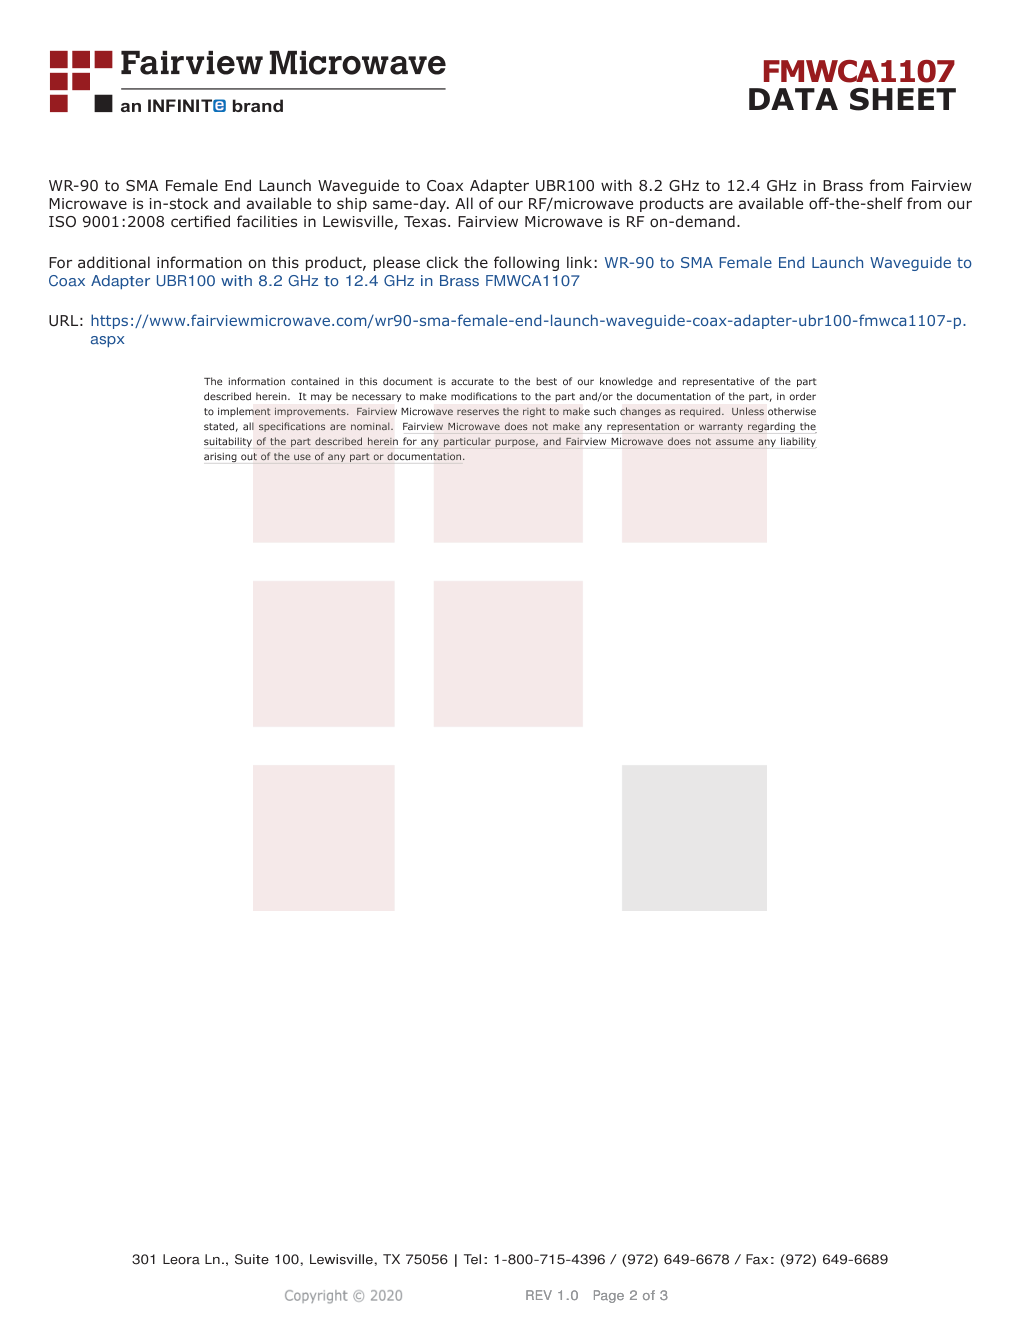 Fairview Microwave
an INFINITe brand
FMWCA1107
DATA SHEET
WR-90 to SMA Female End Launch Waveguide to Coax Adapter UBR100 with 8.2 GHz to 12.4 GHz in Brass from Fairview
Microwave is in-stock and available to ship same-day. All of our RF/microwave products are available off-the-shelf from our
ISO 9001:2008 certified facilities in Lewisville, Texas. Fairview Microwave is RF on-demand.
For additional information on this product, please click the following link: WR-90 to SMA Female End Launch Waveguide to
Coax Adapter UBR100 with 8.2 GHz to 12.4 GHz in Brass FMWCA1107
URL: https://www.fairviewmicrowave.com/wr90-sma-female-end-launch-waveguide-coax-adapter-ubr100-fmwca1107-p.
aspx
The information contained in this document is accurate to the best of our knowledge and representative of the part
described herein. It may be necessary to make modifications to the part and/or the documentation of the part, in order
to implement improvements. Fairview Microwave reserves the right to make such changes as required. Unless otherwise
stated, all specifications are nominal. Fairview Microwave does not make any representation or warranty regarding the
suitability of the part described herein for any particular purpose, and Fairview Microwave does not assume any liability
arising out of the use of any part or documentation.
301 Leora Ln., Suite 100, Lewisville, TX 75056 | Tel: 1-800-715-4396 / (972) 649-6678 / Fax: (972) 649-6689
Copyright © 2020 REV 1.0 Page 2 of 3